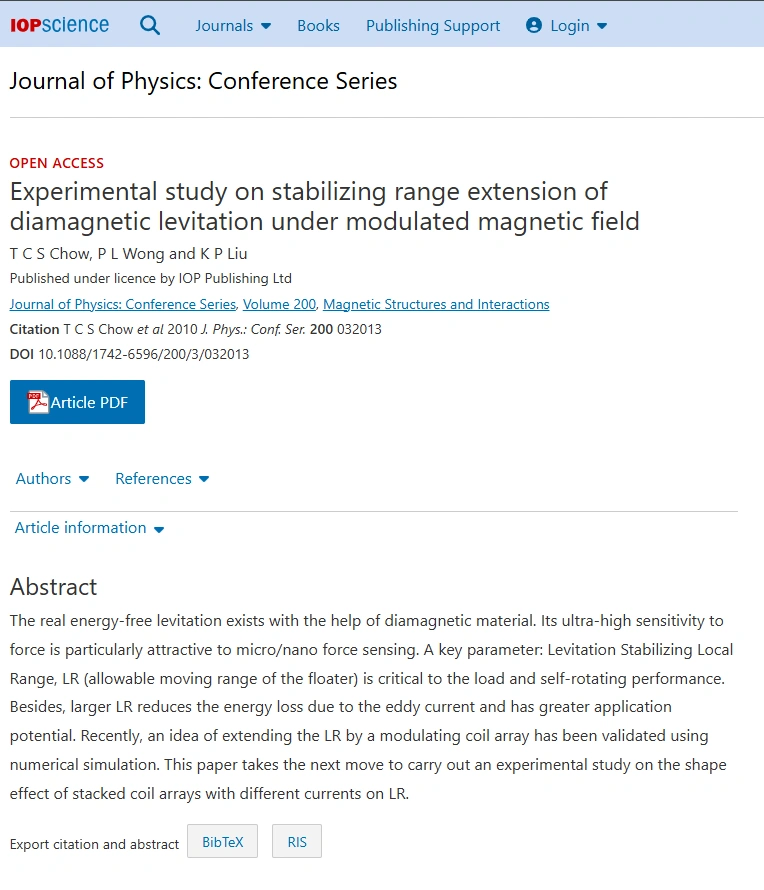 IOPscience Journals Books Publishing Support Login
Journal of Physics: Conference Series
OPEN ACCESS
Experimental study on stabilizing range extension of
diamagnetic levitation under modulated magnetic field
T C S Chow, P L Wong and K P Liu
Published under licence by IOP Publishing Ltd
Journal of Physics: Conference Series, Volume 200, Magnetic Structures and Interactions
Citation T C S Chow et al 2010 J. Phys.: Conf. Ser. 200 032013
DOI 10.1088/1742-6596/200/3/032013
PDF Article PDF
Authors References
Article information
Abstract
The real energy-free levitation exists with the help of diamagnetic material. Its ultra-high sensitivity to
force is particularly attractive to micro/nano force sensing. A key parameter: Levitation Stabilizing Local
Range, LR (allowable moving range of the floater) is critical to the load and self-rotating performance.
Besides, larger LR reduces the energy loss due to the eddy current and has greater application
potential. Recently, an idea of extending the LR by a modulating coil array has been validated using
numerical simulation. This paper takes the next move to carry out an experimental study on the shape
effect of stacked coil arrays with different currents on LR.
Export citation and abstract BibTeX RIS